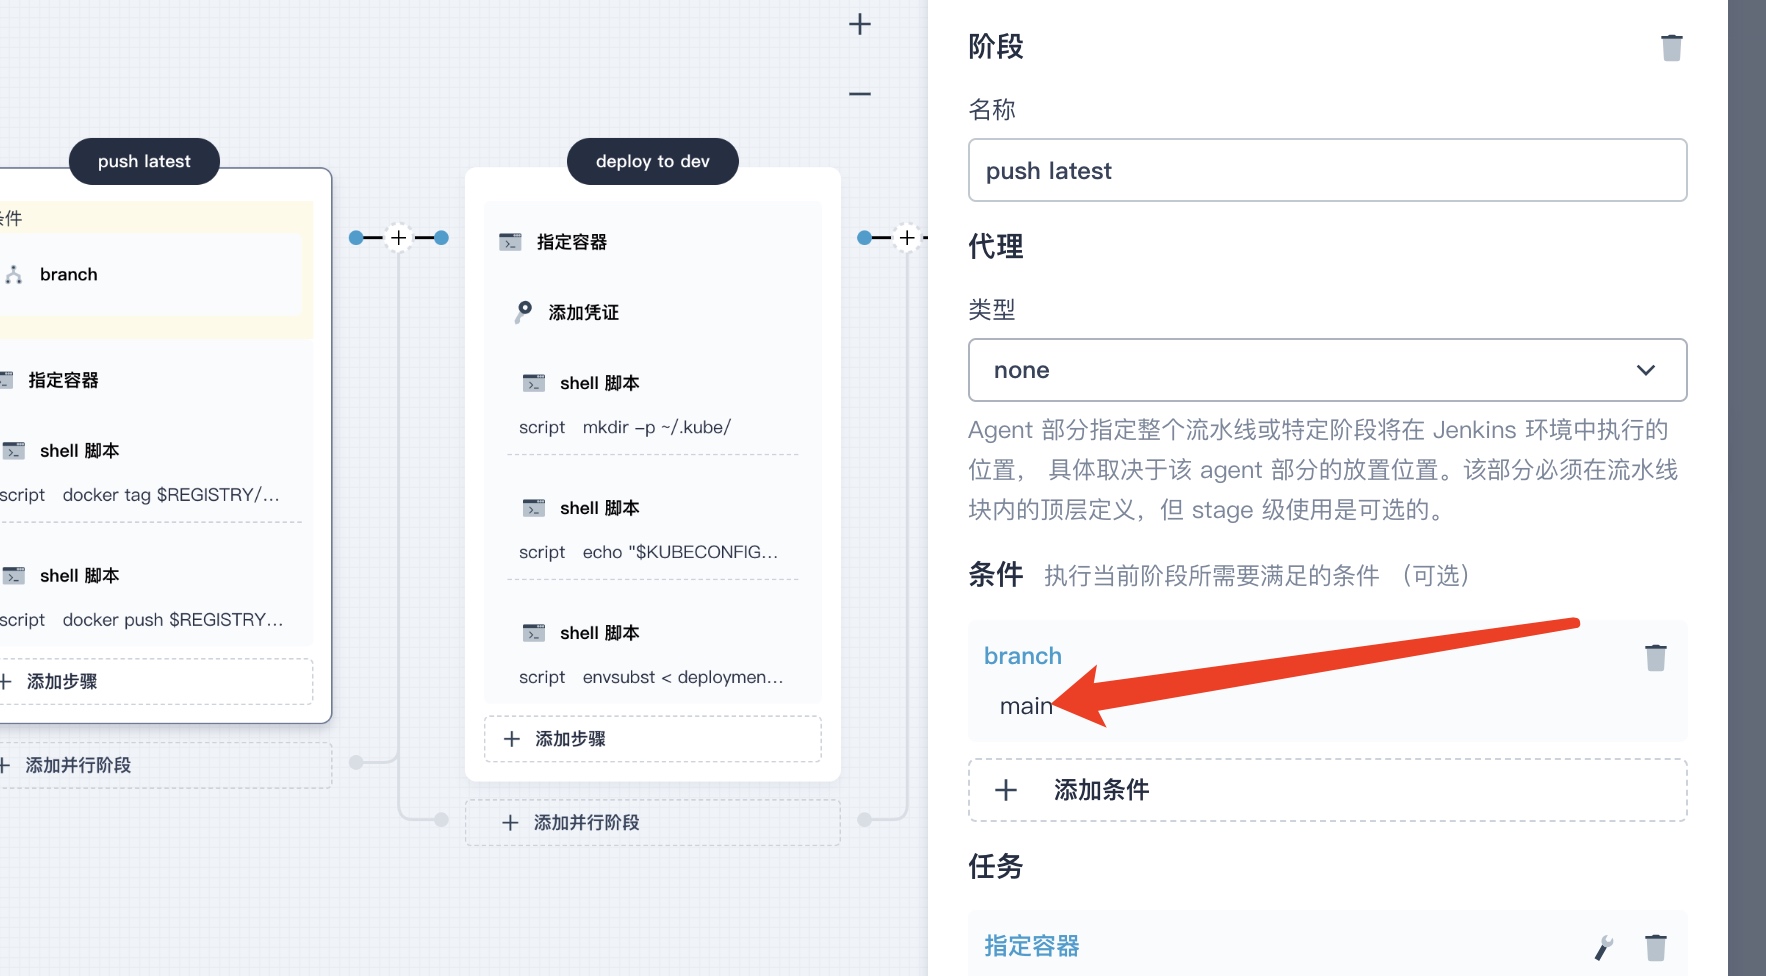 push latest
条件
branch
指定容器
shell 脚本
script docker tag $REGISTRY/...
shell 脚本
script docker push $REGISTRY...
添加步骤
添加并行阶段
deploy to dev
指定容器
添加凭证
shell 脚本
script mkdir -p ~/.kube/
shell 脚本
script echo "$KUBECONFIG...
shell 脚本
script envsubst < deploymen...
添加步骤
添加并行阶段
阶段
名称
push latest
代理
类型
none
Agent 部分指定整个流水线或特定阶段将在 Jenkins 环境中执行的
位置， 具体取决于该 agent 部分的放置位置。该部分必须在流水线
块内的顶层定义，但 stage 级使用是可选的。
条件 执行当前阶段所需要满足的条件 （可选）
branch
main
添加条件
任务
指定容器